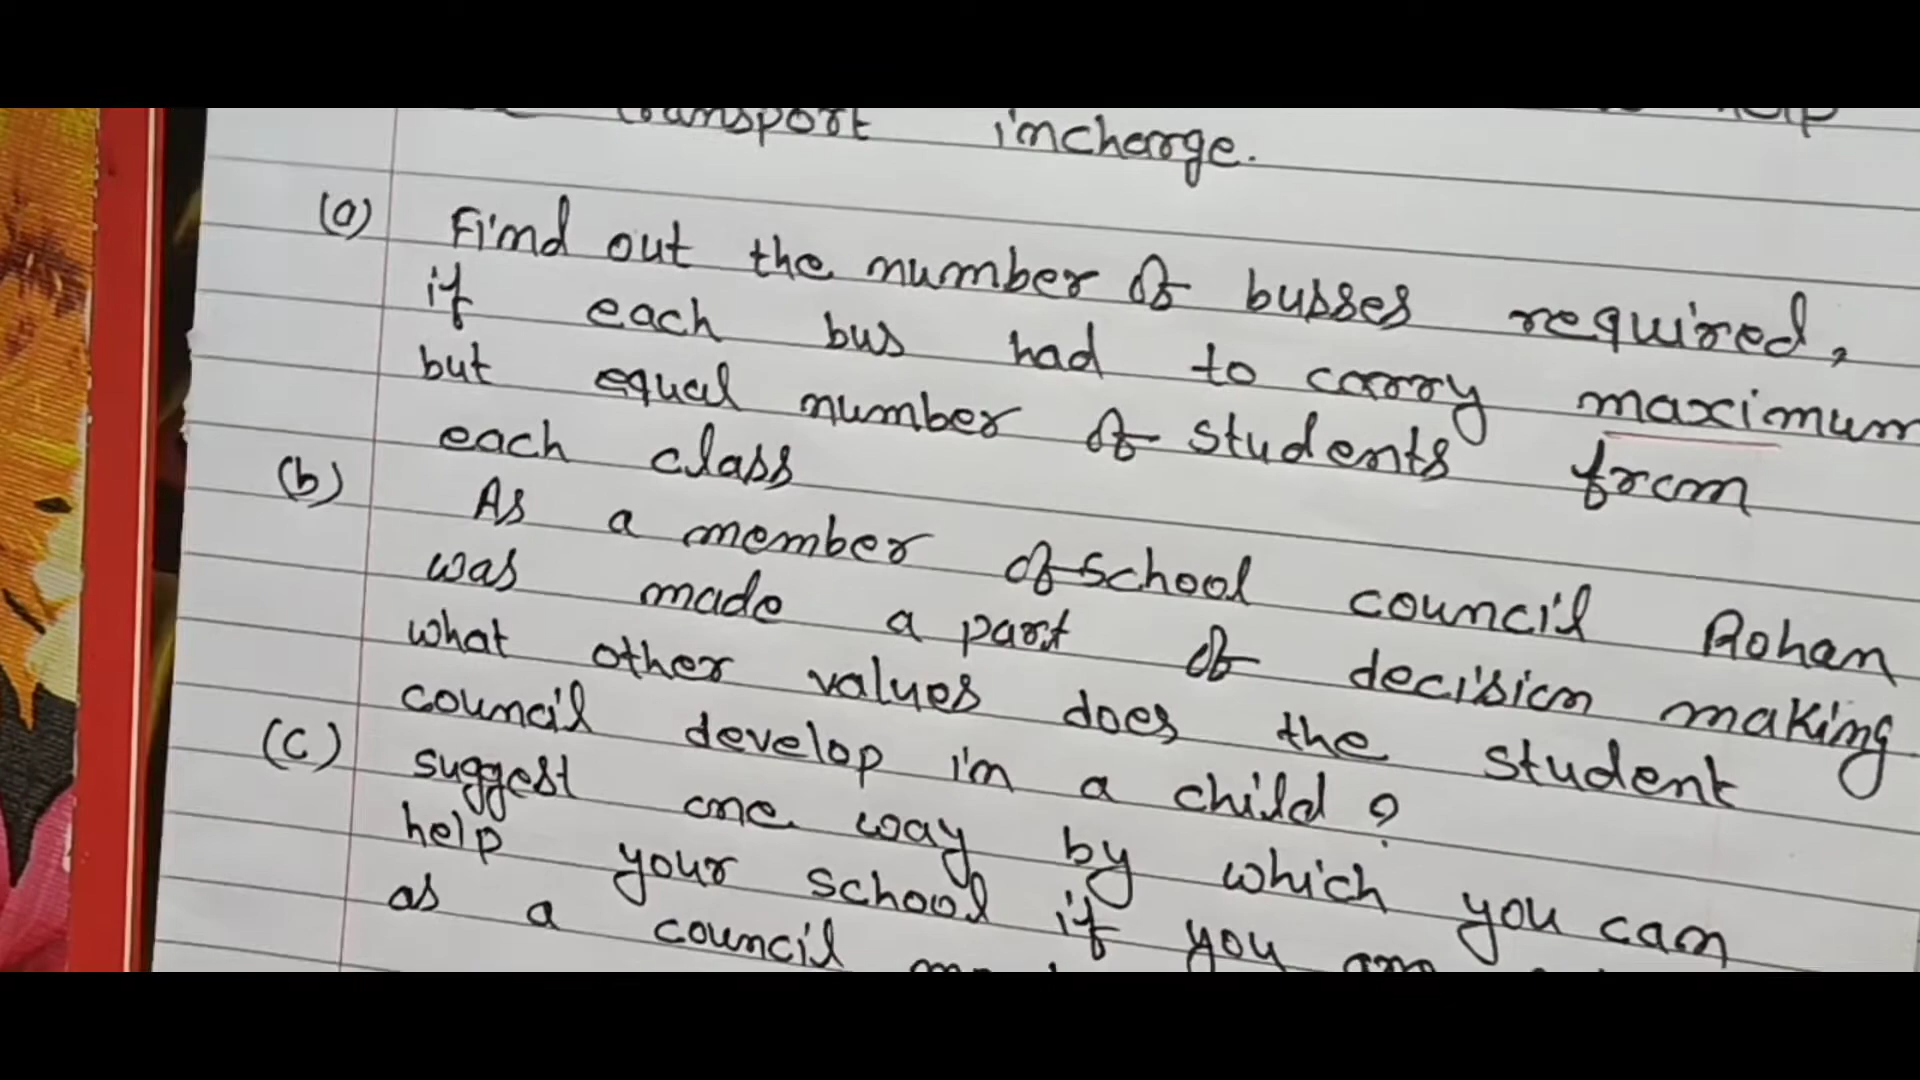 transport incharge.
(a) Find out the number of busses required,
if each bus had to carry maximum
but equal number of students from
each class
(b) As a member of school council Rohan
was made a part of decision making
what other values does the student
council develop in a child ?
(c) suggest one way by which you can
help your school if you are
as a council